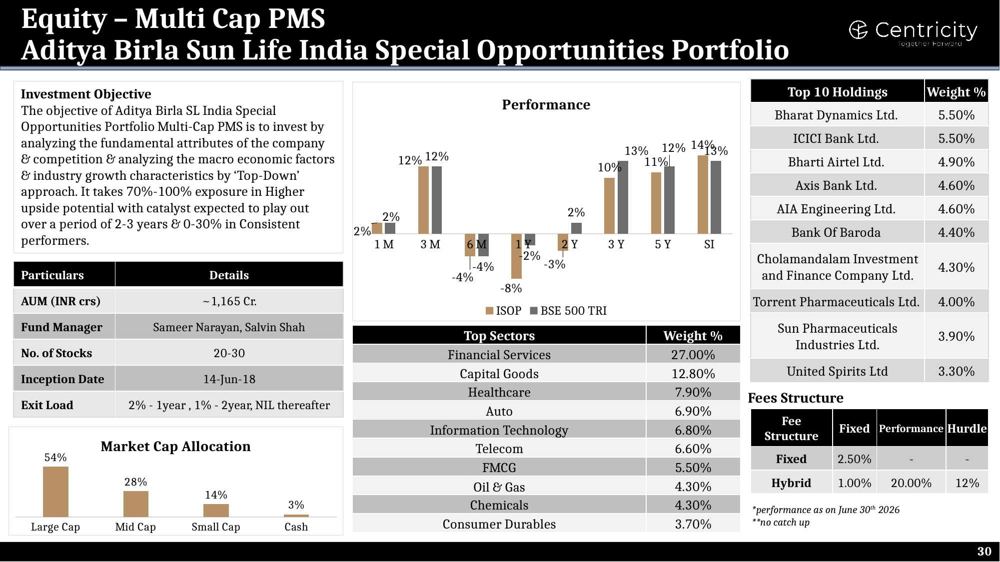 Equity – Multi Cap PMS
Aditya Birla Sun Life India Special Opportunities Portfolio
Centricity
Together Forward
Investment Objective
The objective of Aditya Birla SL India Special
Opportunities Portfolio Multi-Cap PMS is to invest by
analyzing the fundamental attributes of the company
& competition & analyzing the macro economic factors
& industry growth characteristics by ‘Top-Down’
approach. It takes 70%-100% exposure in Higher
upside potential with catalyst expected to play out
over a period of 2-3 years & 0-30% in Consistent
performers.
Particulars Details
AUM (INR crs) ~1,165 Cr.
Fund Manager Sameer Narayan, Salvin Shah
No. of Stocks 20-30
Inception Date 14-Jun-18
Exit Load 2% - 1year , 1% - 2year, NIL thereafter
Market Cap Allocation
54% 28% 14% 3%
Large Cap Mid Cap Small Cap Cash
Performance
2% 2% 12% 12% -4% -4% -8% -2% -3% 2% 10% 13% 11% 12% 14% 13%
1 M 3 M 6 M 1 Y 2 Y 3 Y 5 Y SI
ISOP BSE 500 TRI
Top Sectors Weight %
Financial Services 27.00%
Capital Goods 12.80%
Healthcare 7.90%
Auto 6.90%
Information Technology 6.80%
Telecom 6.60%
FMCG 5.50%
Oil & Gas 4.30%
Chemicals 4.30%
Consumer Durables 3.70%
Top 10 Holdings Weight %
Bharat Dynamics Ltd. 5.50%
ICICI Bank Ltd. 5.50%
Bharti Airtel Ltd. 4.90%
Axis Bank Ltd. 4.60%
AIA Engineering Ltd. 4.60%
Bank Of Baroda 4.40%
Cholamandalam Investment
and Finance Company Ltd. 4.30%
Torrent Pharmaceuticals Ltd. 4.00%
Sun Pharmaceuticals
Industries Ltd. 3.90%
United Spirits Ltd 3.30%
Fees Structure
Fee
Structure Fixed Performance Hurdle
Fixed 2.50% - -
Hybrid 1.00% 20.00% 12%
*performance as on June 30th 2026
**no catch up
30